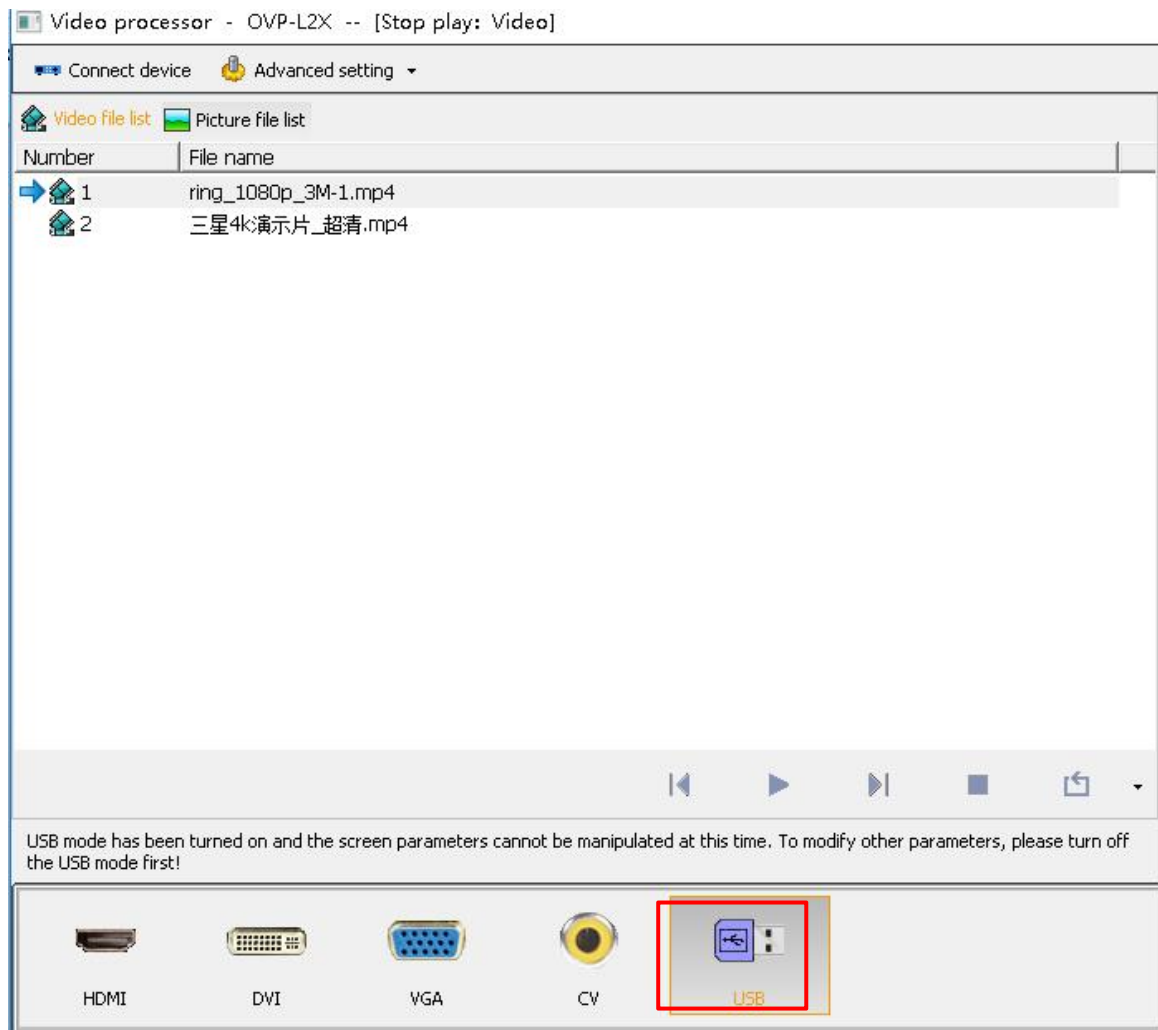 Video processor - OVP-L2X -- [Stop play: Video]
Connect device Advanced setting
Video file list Picture file list
Number File name
1 ring_1080p_3M-1.mp4
2 三星4k演示片_超清.mp4
USB mode has been turned on and the screen parameters cannot be manipulated at this time. To modify other parameters, please turn off
the USB mode first!
HDMI DVI VGA CV USB